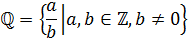 ℚ = {a/b | a, b ∈ ℤ, b ≠ 0}